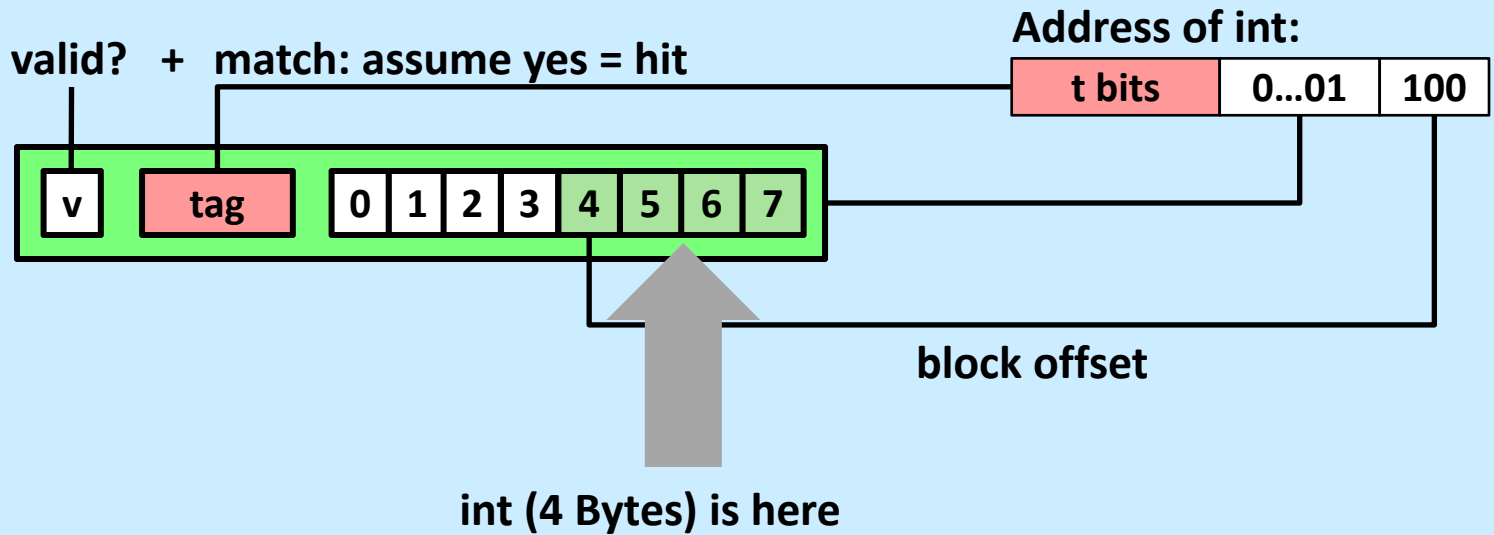 Address of int:
valid? + match: assume yes = hit
t bits 0…01 100
v tag 0 1 2 3 4 5 6 7
block offset
int (4 Bytes) is here